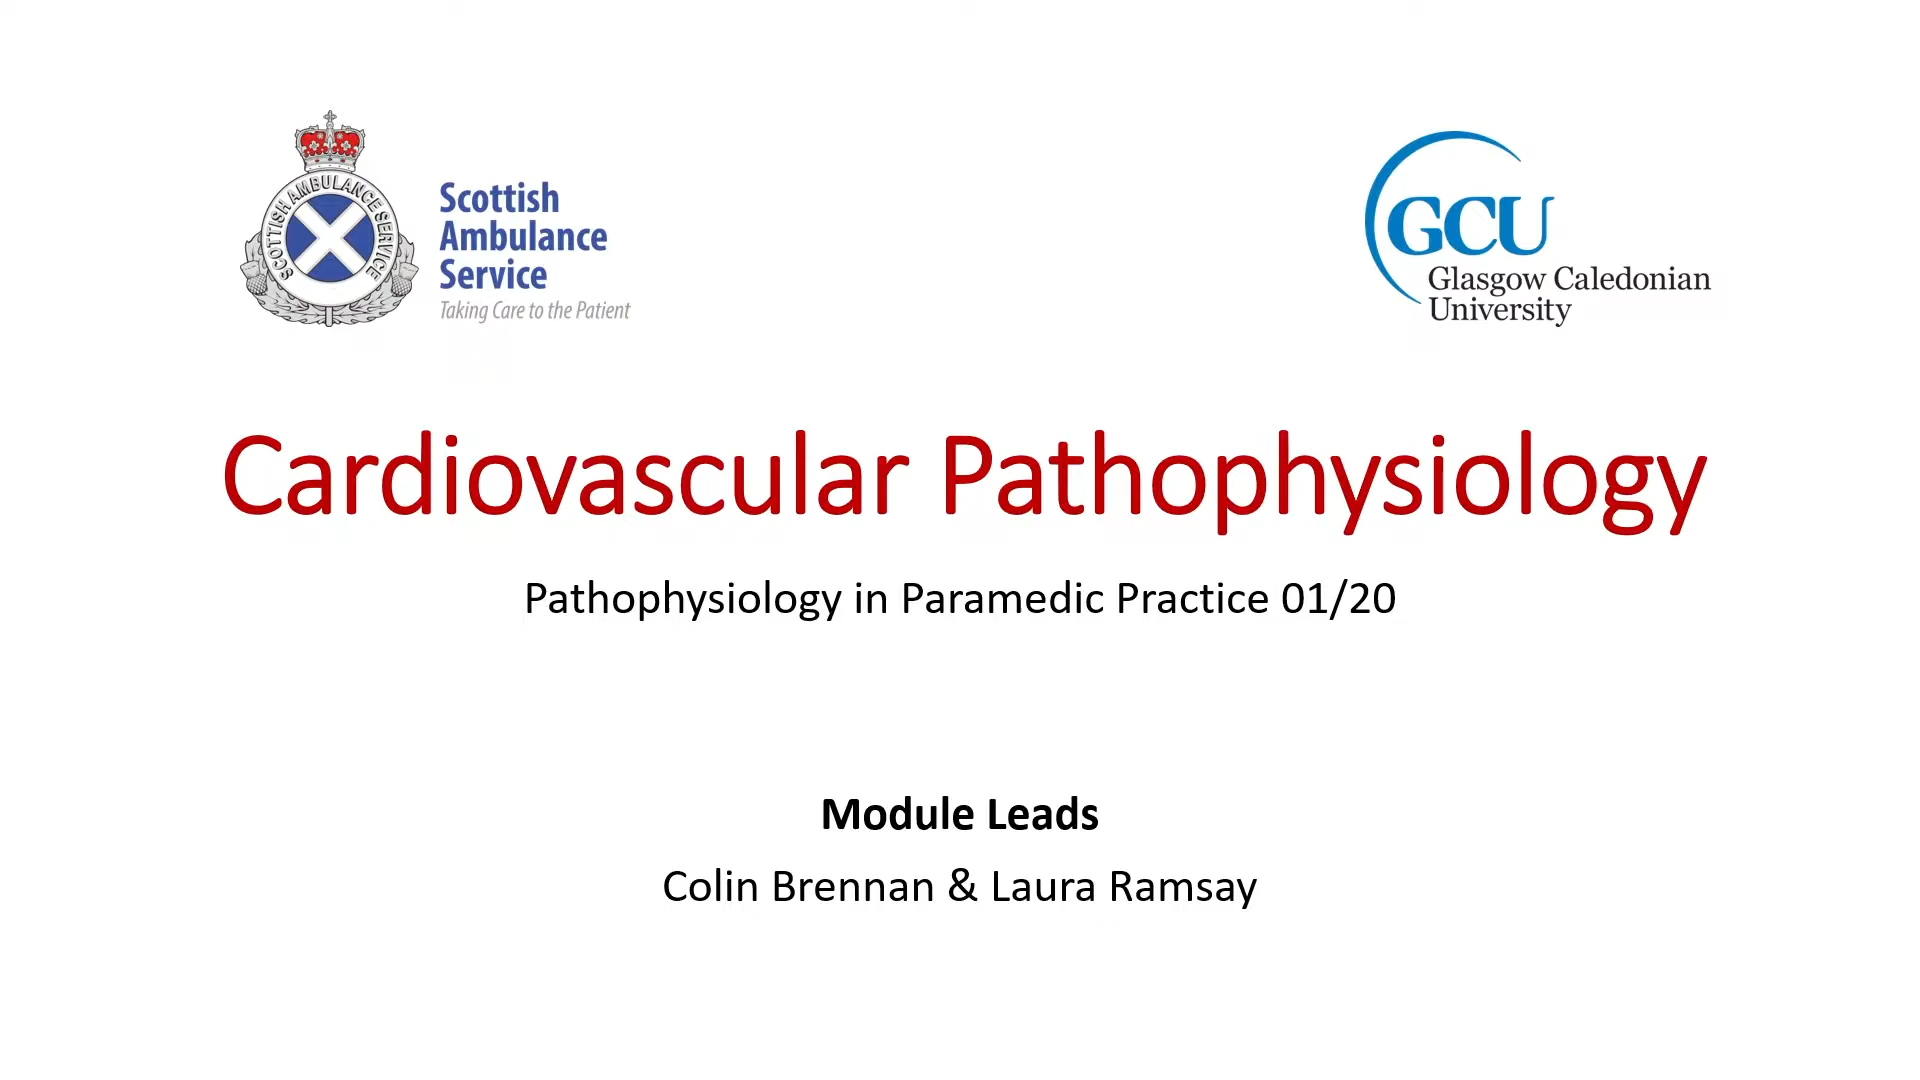 SCOTTISH AMBULANCE SERVICE
Scottish
Ambulance
Service
Taking Care to the Patient
GCU
Glasgow Caledonian
University
Cardiovascular Pathophysiology
Pathophysiology in Paramedic Practice 01/20
Module Leads
Colin Brennan & Laura Ramsay